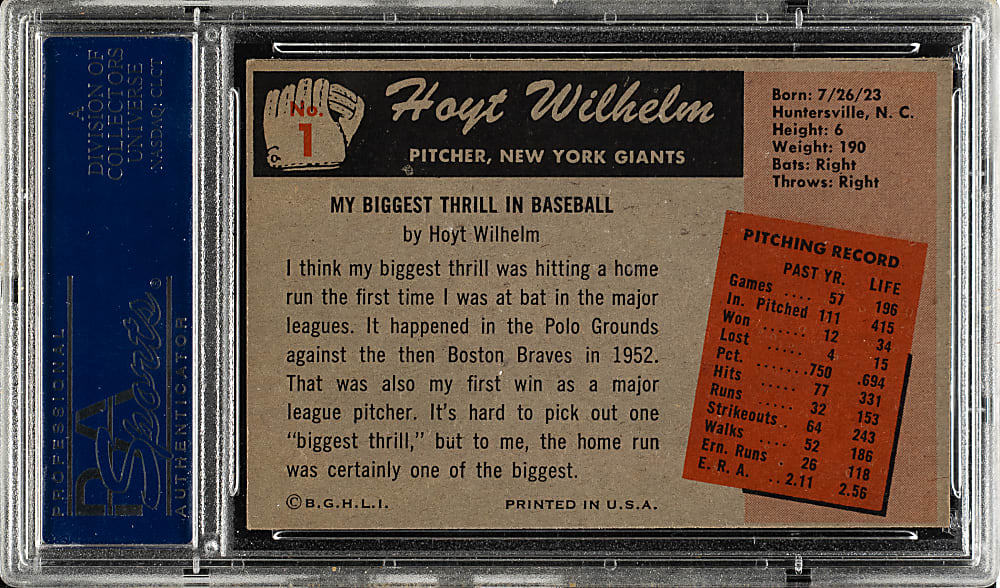 A
DIVISION OF
COLLECTORS
UNIVERSE
NASDAQ: CLCT
PROFESSIONAL
PSA
Sports®
AUTHENTICATOR
No.
1
Hoyt Wilhelm
PITCHER, NEW YORK GIANTS
Born: 7/26/23
Huntersville, N. C.
Height: 6
Weight: 190
Bats: Right
Throws: Right
MY BIGGEST THRILL IN BASEBALL
by Hoyt Wilhelm
I think my biggest thrill was hitting a home
run the first time I was at bat in the major
leagues. It happened in the Polo Grounds
against the then Boston Braves in 1952.
That was also my first win as a major
league pitcher. It's hard to pick out one
"biggest thrill," but to me, the home run
was certainly one of the biggest.
©B.G.H.L.I. PRINTED IN U.S.A.
PITCHING RECORD
PAST YR. LIFE
Games .... 57 196
In. Pitched 111 415
Won ...... 12 34
Lost ..... 4 15
Pct. ...... .750 .694
Hits ..... 77 331
Runs ..... 32 153
Strikeouts .. 64 243
Walks .... 52 186
Ern. Runs 26 118
E. R. A. .. 2.11 2.56